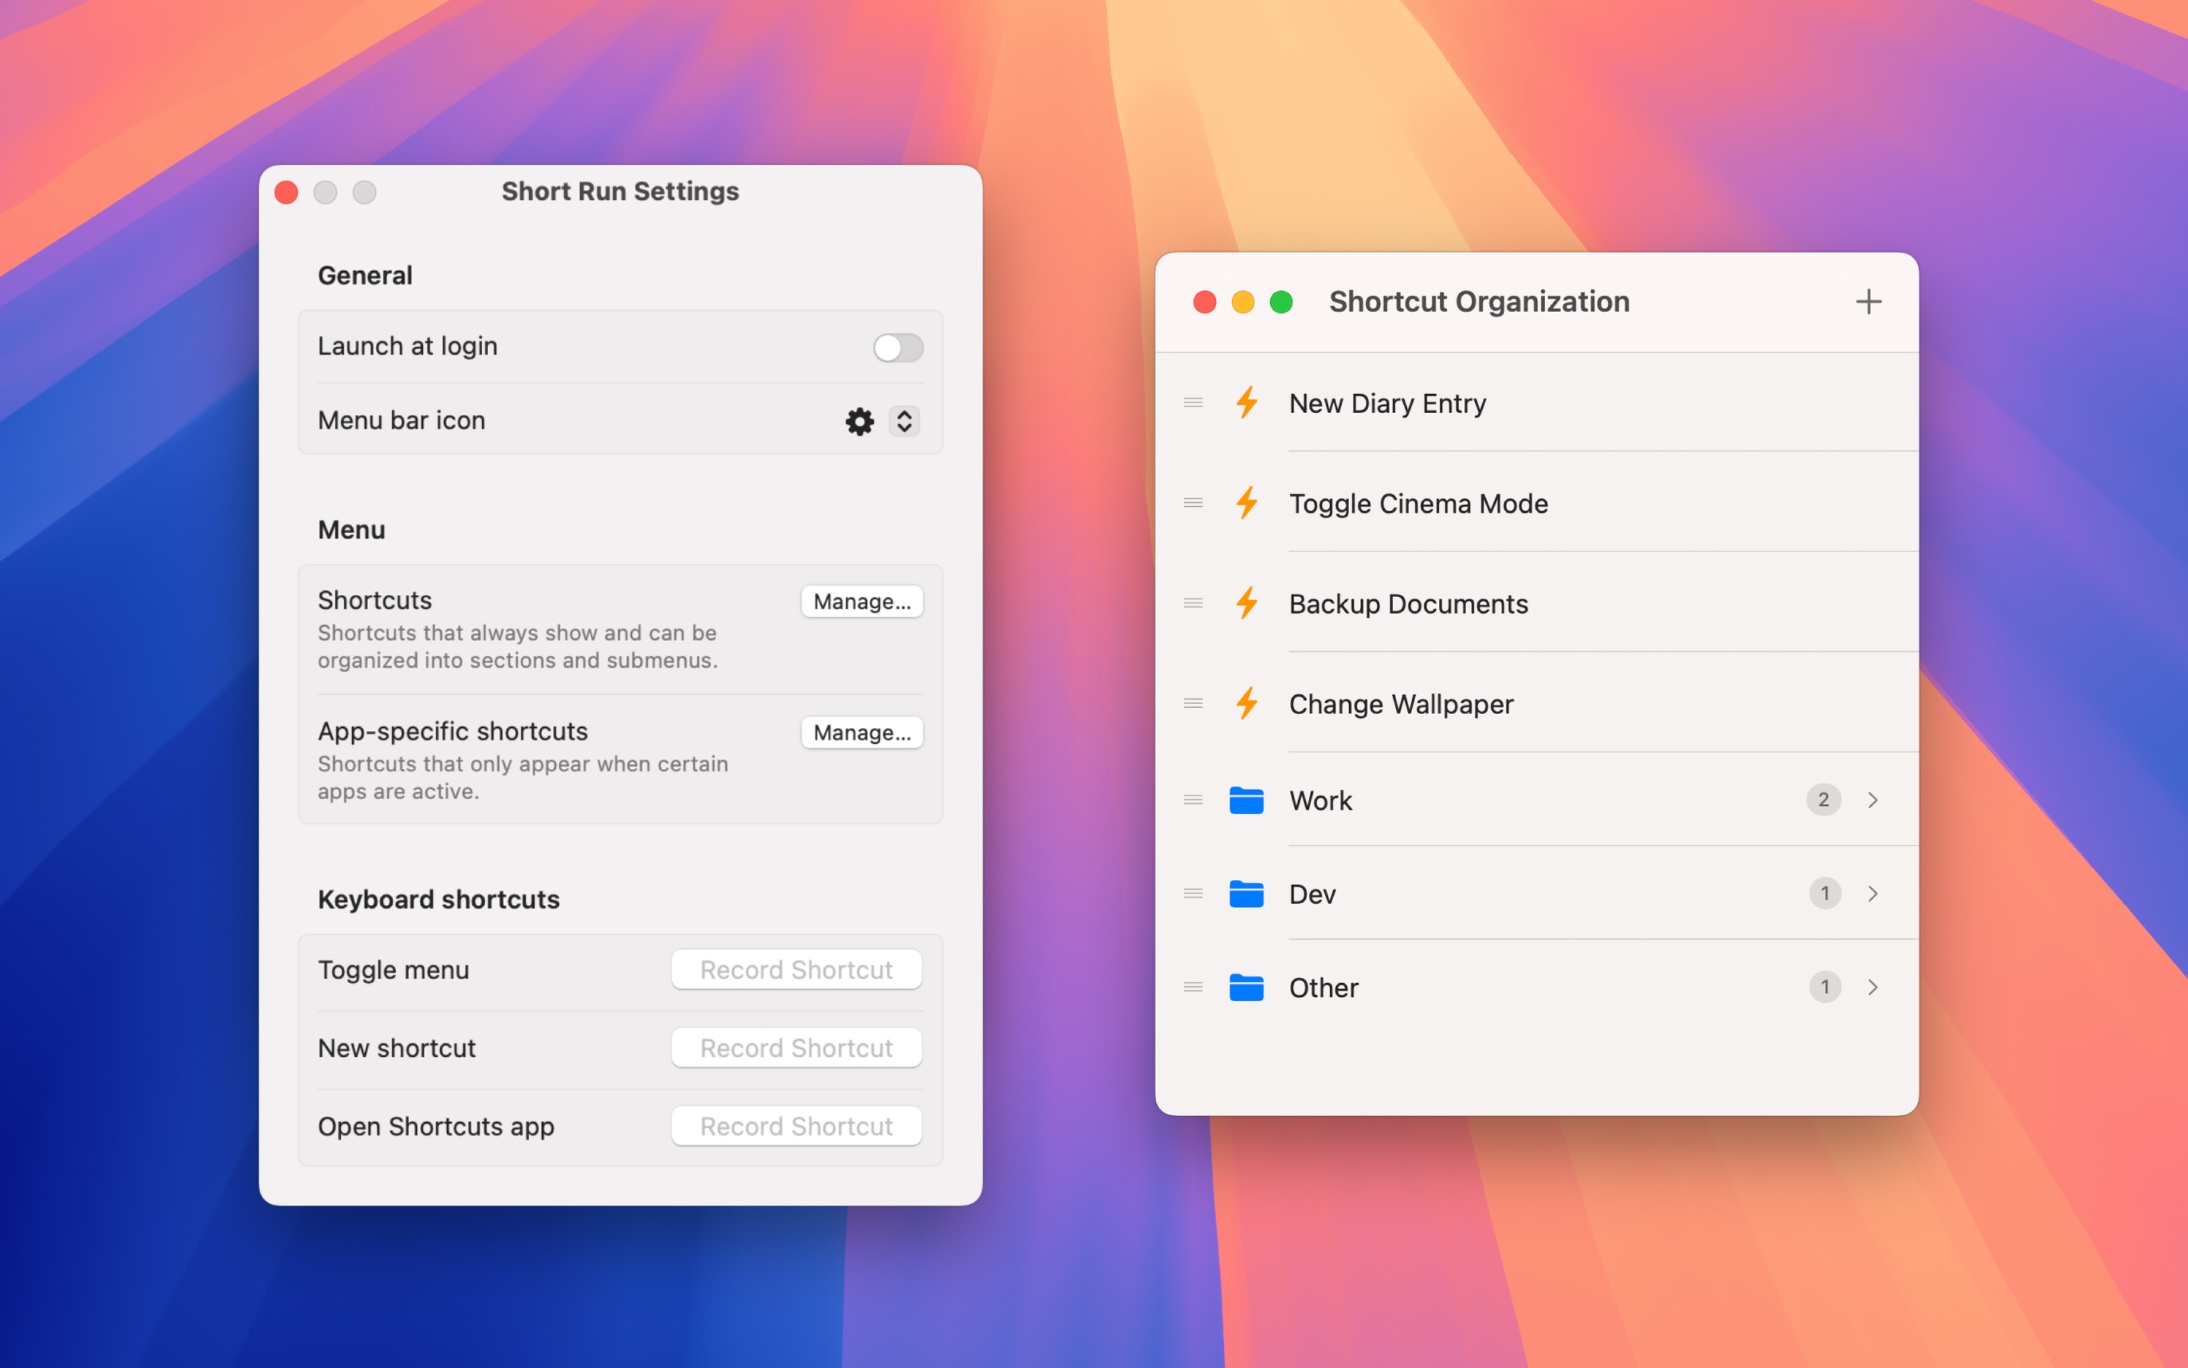 Short Run Settings
General
Launch at login
Menu bar icon
Menu
Shortcuts
Manage...
Shortcuts that always show and can be
organized into sections and submenus.
App-specific shortcuts
Manage...
Shortcuts that only appear when certain
apps are active.
Keyboard shortcuts
Toggle menu
Record Shortcut
New shortcut
Record Shortcut
Open Shortcuts app
Record Shortcut
Shortcut Organization
New Diary Entry
Toggle Cinema Mode
Backup Documents
Change Wallpaper
Work
2
Dev
1
Other
1